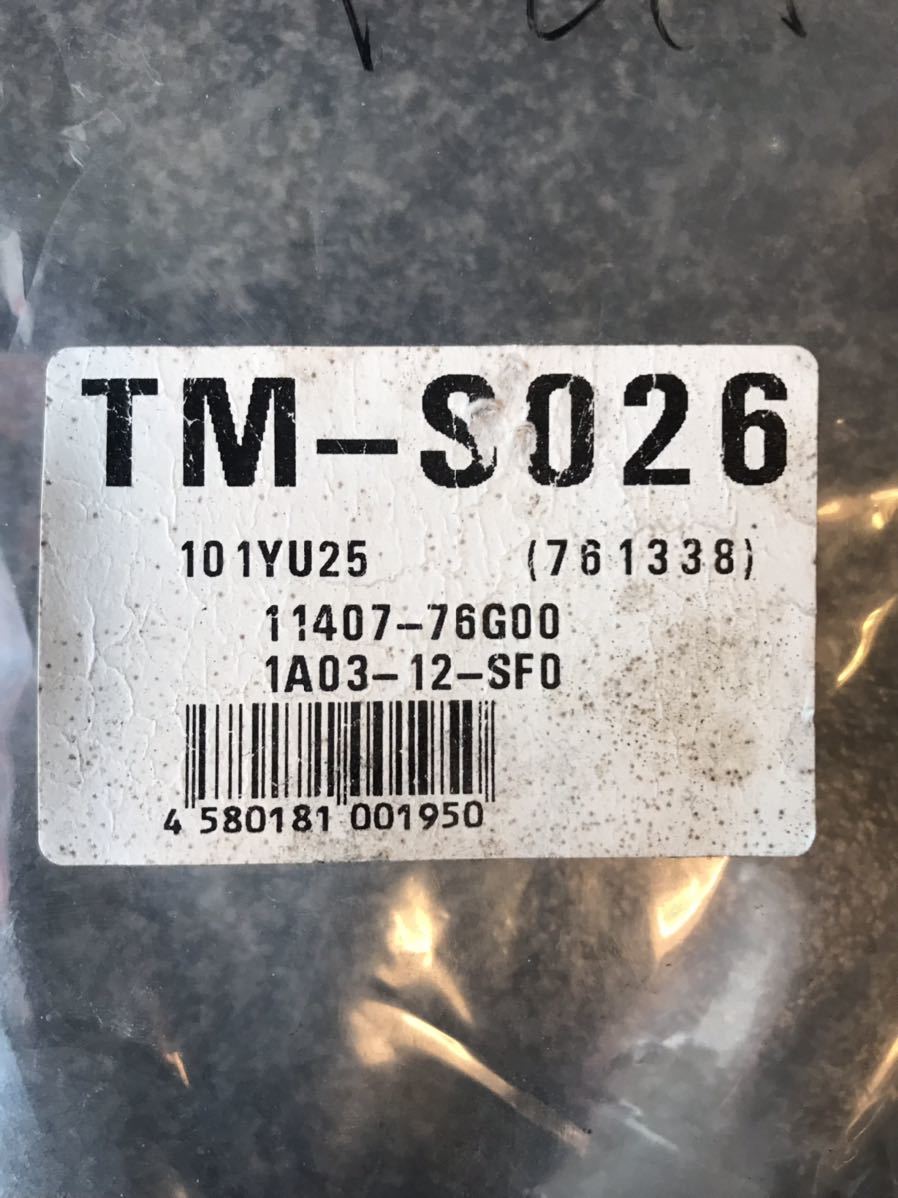 TM-S026
101YU25 (761338)
11407-76G00
1A03-12-SF0
4 580181 001950